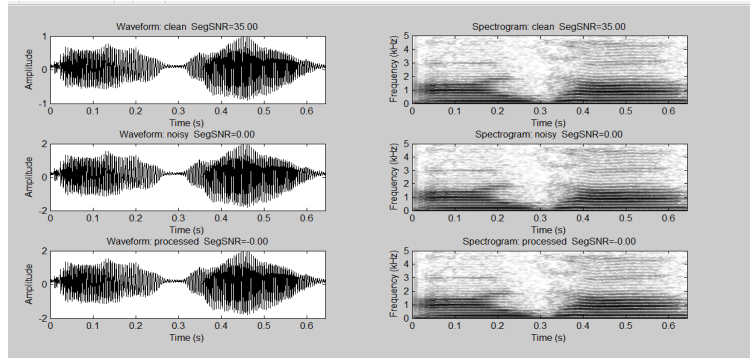 Waveform: clean SegSNR=35.00
Amplitude
1
0
-1
0 0.1 0.2 0.3 0.4 0.5 0.6
Time (s)
Spectrogram: clean SegSNR=35.00
Frequency (kHz)
5
4
3
2
1
0
0 0.1 0.2 0.3 0.4 0.5 0.6
Time (s)
Waveform: noisy SegSNR=0.00
Amplitude
2
0
-2
0 0.1 0.2 0.3 0.4 0.5 0.6
Time (s)
Spectrogram: noisy SegSNR=0.00
Frequency (kHz)
5
4
3
2
1
0
0 0.1 0.2 0.3 0.4 0.5 0.6
Time (s)
Waveform: processed SegSNR=-0.00
Amplitude
2
0
-2
0 0.1 0.2 0.3 0.4 0.5 0.6
Time (s)
Spectrogram: processed SegSNR=-0.00
Frequency (kHz)
5
4
3
2
1
0
0 0.1 0.2 0.3 0.4 0.5 0.6
Time (s)